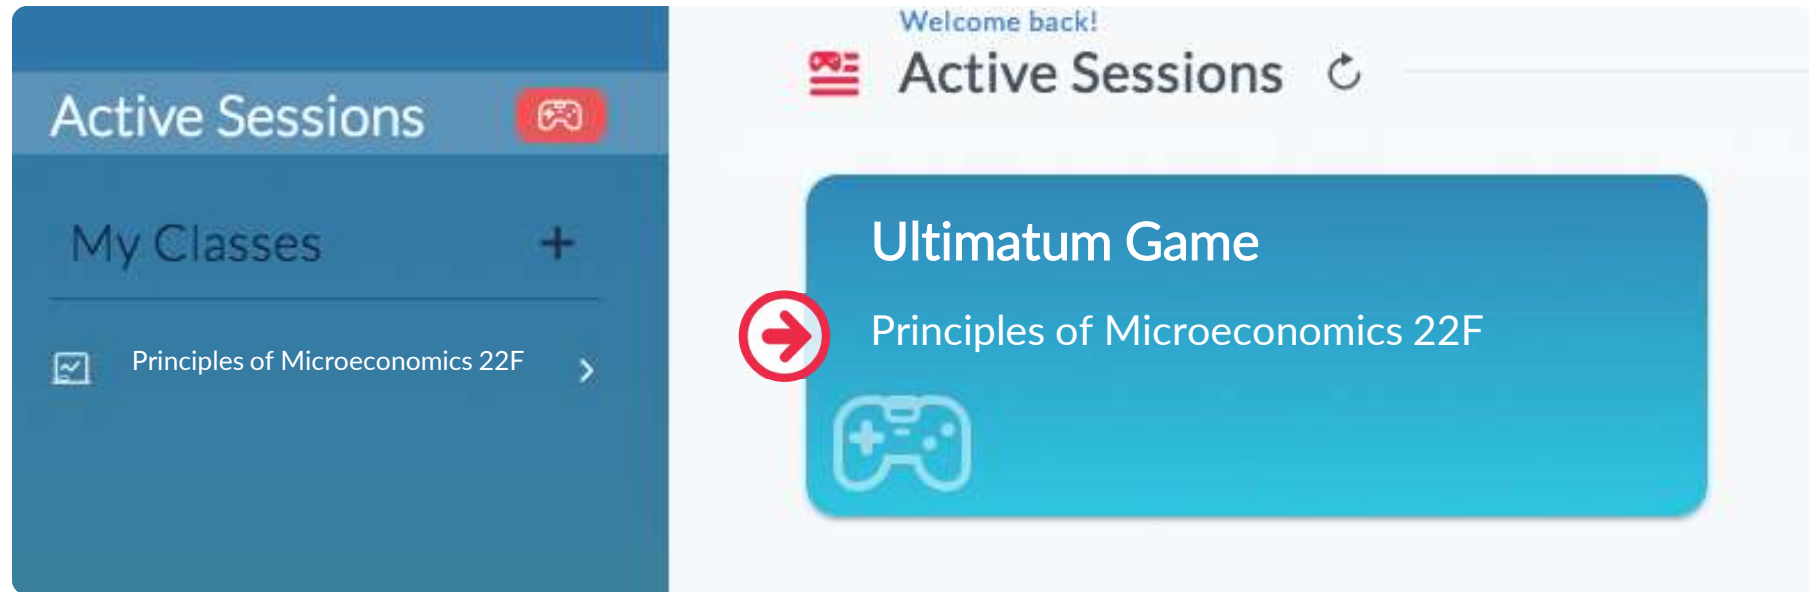 Active Sessions
My Classes +
Principles of Microeconomics 22F
Welcome back!
Active Sessions
Ultimatum Game
Principles of Microeconomics 22F